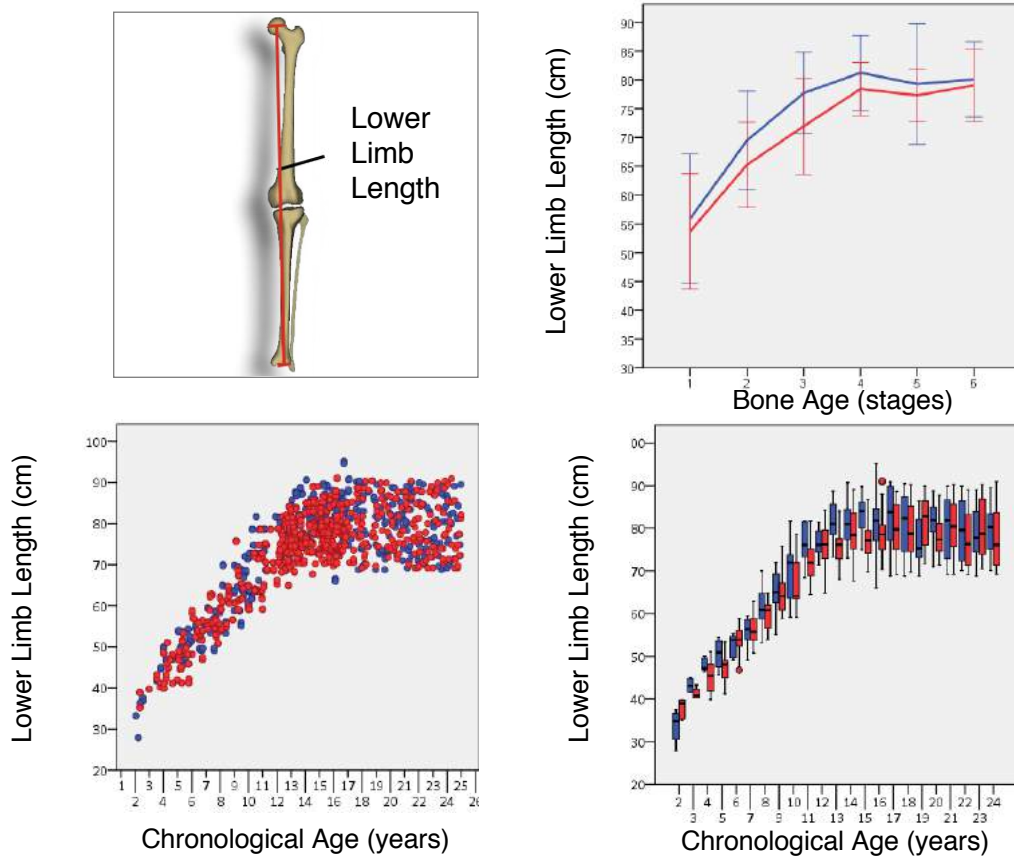 Lower
Limb
Length
Lower Limb Length (cm)
90
85
80
75
70
65
60
55
50
45
40
35
30
1 2 3 4 5 6
Bone Age (stages)
Lower Limb Length (cm)
100
90
80
70
60
50
40
30
20
1 3 5 7 9 11 13 15 17 19 21 23 25
2 4 6 8 10 12 14 16 18 20 22 24 26
Chronological Age (years)
Lower Limb Length (cm)
00
90
80
70
60
50
40
30
20
2 4 6 8 10 12 14 16 18 20 22 24
3 5 7 9 11 13 15 17 19 21 23
Chronological Age (years)